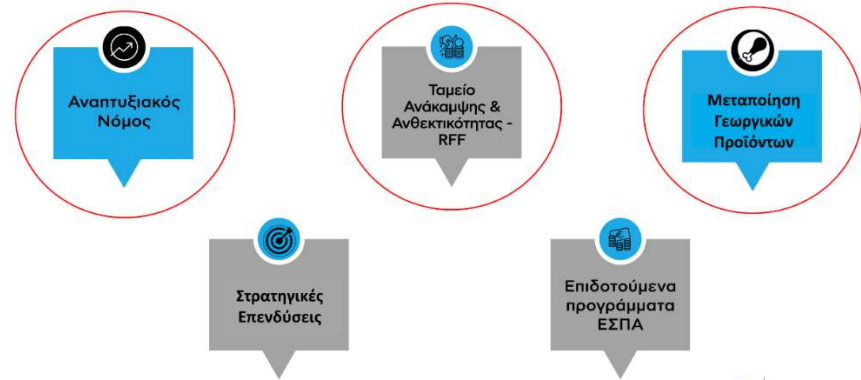 Αναπτυξιακός
Νόμος
Ταμείο
Ανάκαμψης &
Ανθεκτικότητας -
RFF
Μεταποίηση
Γεωργικών
Προϊόντων
Στρατηγικές
Επενδύσεις
Επιδοτούμενα
προγράμματα
ΕΣΠΑ